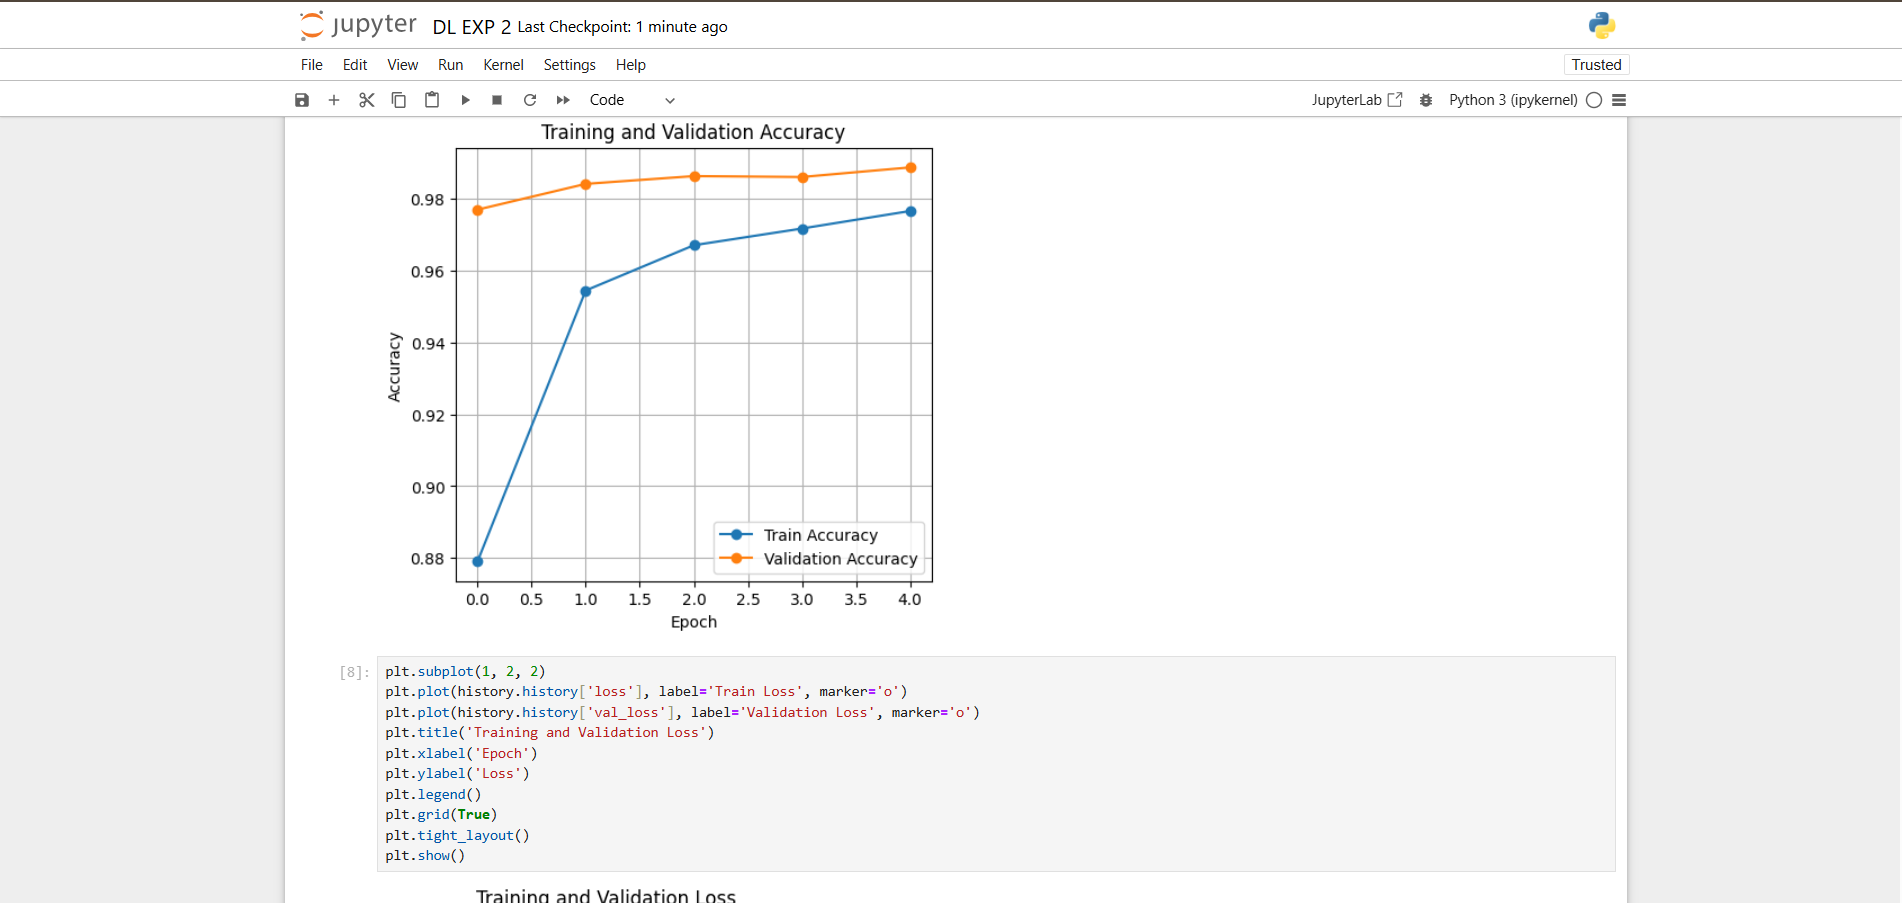 jupyter DL EXP 2 Last Checkpoint: 1 minute ago
File Edit View Run Kernel Settings Help Trusted
Code JupyterLab Python 3 (ipykernel)
Training and Validation Accuracy
0.98
0.96
0.94
0.92
0.90
0.88
Accuracy
Train Accuracy
Validation Accuracy
0.0 0.5 1.0 1.5 2.0 2.5 3.0 3.5 4.0
Epoch
[8]: plt.subplot(1, 2, 2)
plt.plot(history.history['loss'], label='Train Loss', marker='o')
plt.plot(history.history['val_loss'], label='Validation Loss', marker='o')
plt.title('Training and Validation Loss')
plt.xlabel('Epoch')
plt.ylabel('Loss')
plt.legend()
plt.grid(True)
plt.tight_layout()
plt.show()
Training and Validation Loss